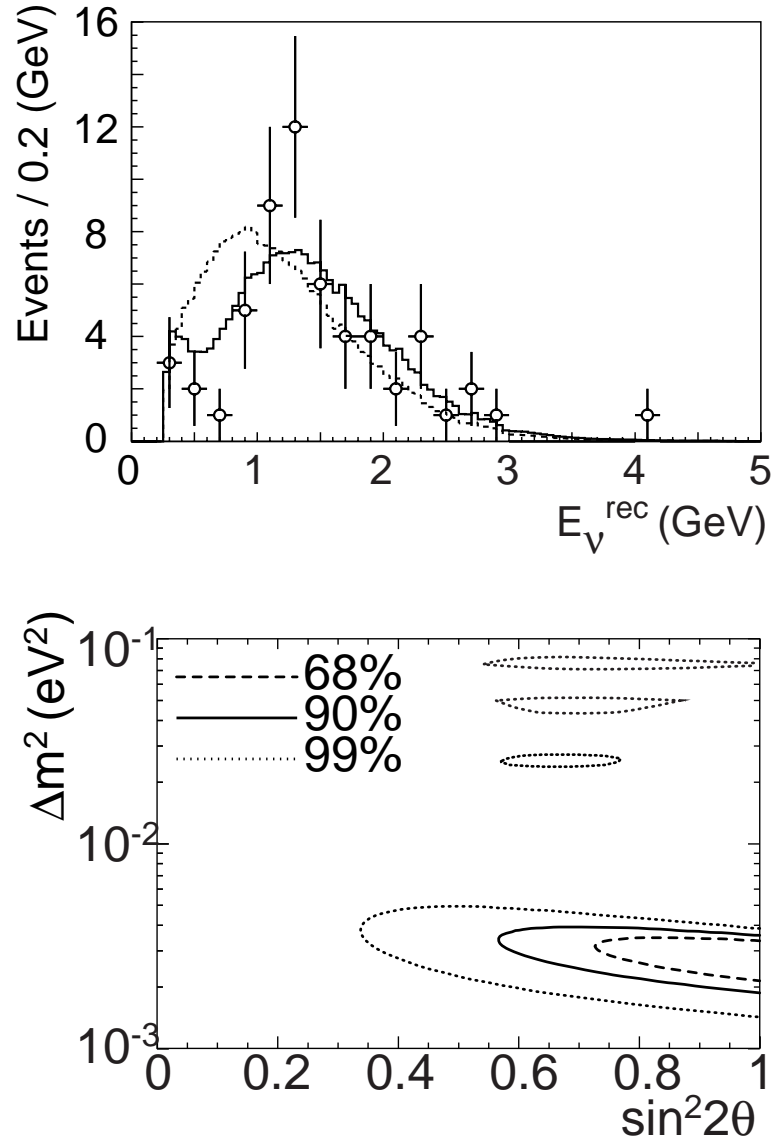 Events / 0.2 (GeV)
16
12
8
4
0
0 1 2 3 4 5
E_ν^rec (GeV)
Δm² (eV²)
10⁻¹
68%
90%
99%
10⁻²
10⁻³
0 0.2 0.4 0.6 0.8 1
sin²2θ